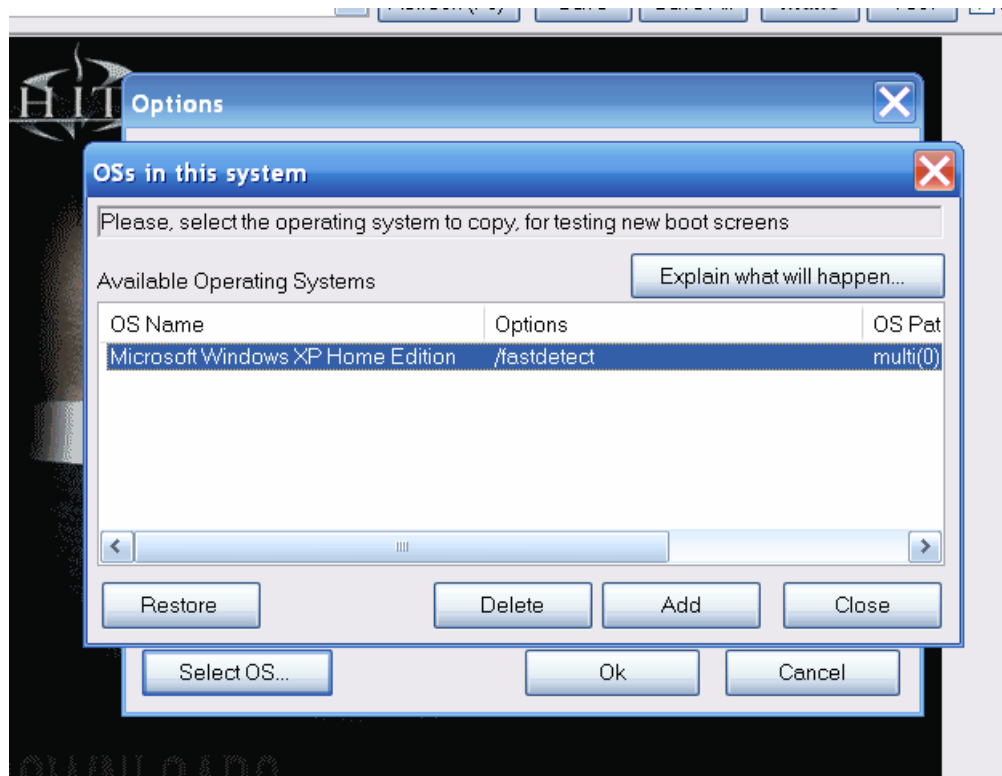 HIT
Options
OSs in this system
Please, select the operating system to copy, for testing new boot screens
Available Operating Systems
Explain what will happen...
OS Name Options OS Pat
Microsoft Windows XP Home Edition /fastdetect multi(0)
Restore Delete Add Close
Select OS... Ok Cancel